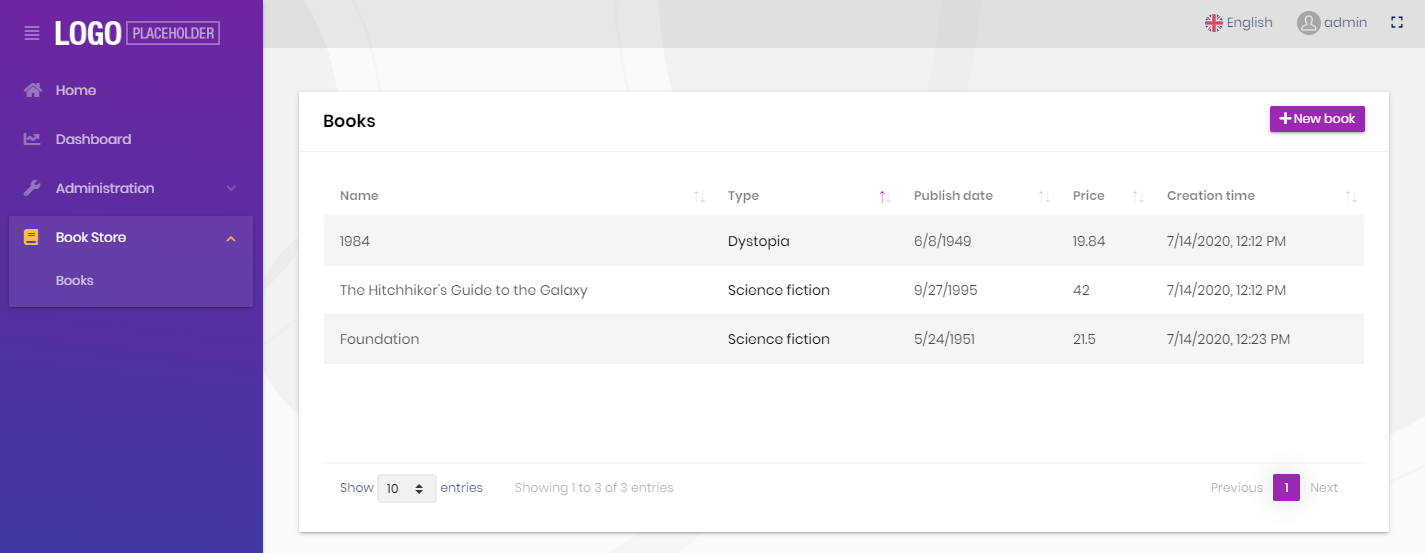 LOGO PLACEHOLDER
English
admin
Home
Dashboard
Administration
Book Store
Books
Books
New book
Name Type Publish date Price Creation time
1984 Dystopia 6/8/1949 19.84 7/14/2020, 12:12 PM
The Hitchhiker's Guide to the Galaxy Science fiction 9/27/1995 42 7/14/2020, 12:12 PM
Foundation Science fiction 5/24/1951 21.5 7/14/2020, 12:23 PM
Show 10 entries Showing 1 to 3 of 3 entries Previous 1 Next